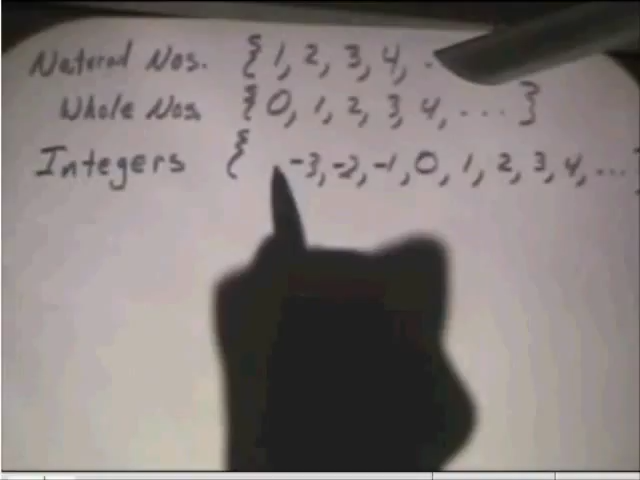 Natural Nos. {1, 2, 3, 4, .
Whole Nos. {0, 1, 2, 3, 4, ... }
Integers { -3, -2, -1, 0, 1, 2, 3, 4, ... }